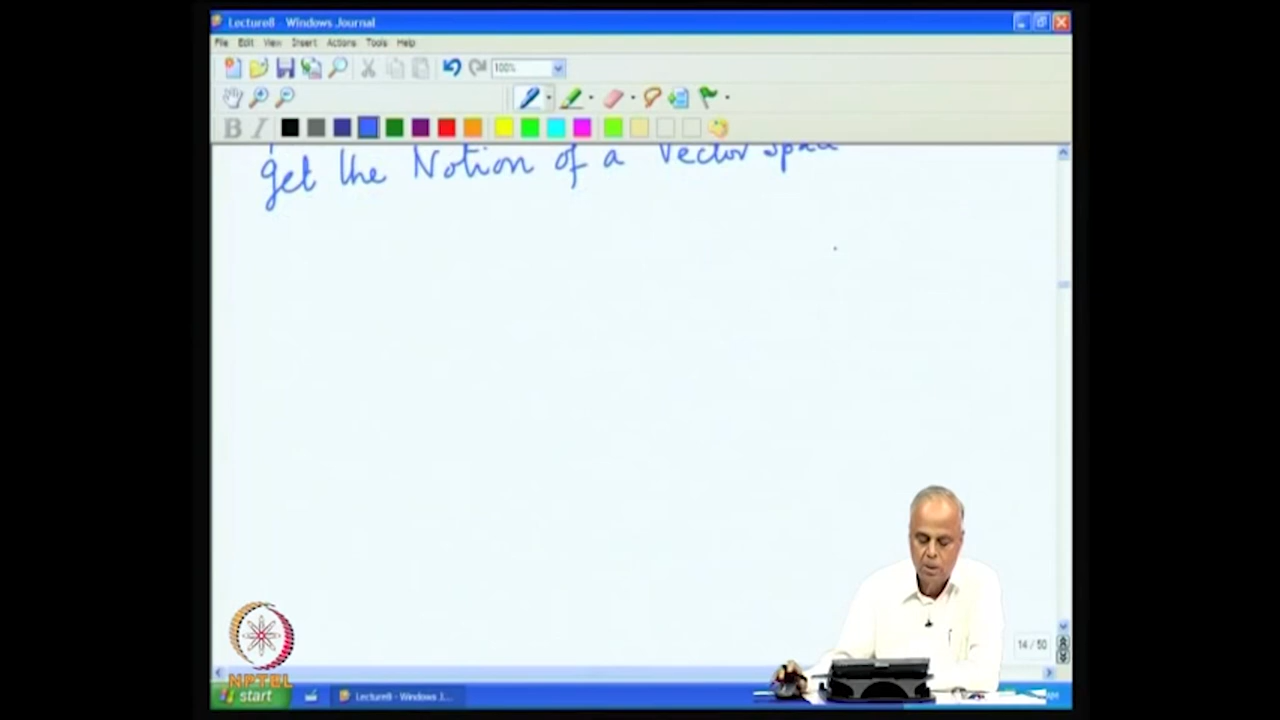 Lecture8 - Windows Journal
File Edit View Insert Actions Tools Help
100%
B I
get the Notion of a Vector
14 / 50
NPTEL
start Lecture8 - Windows J...